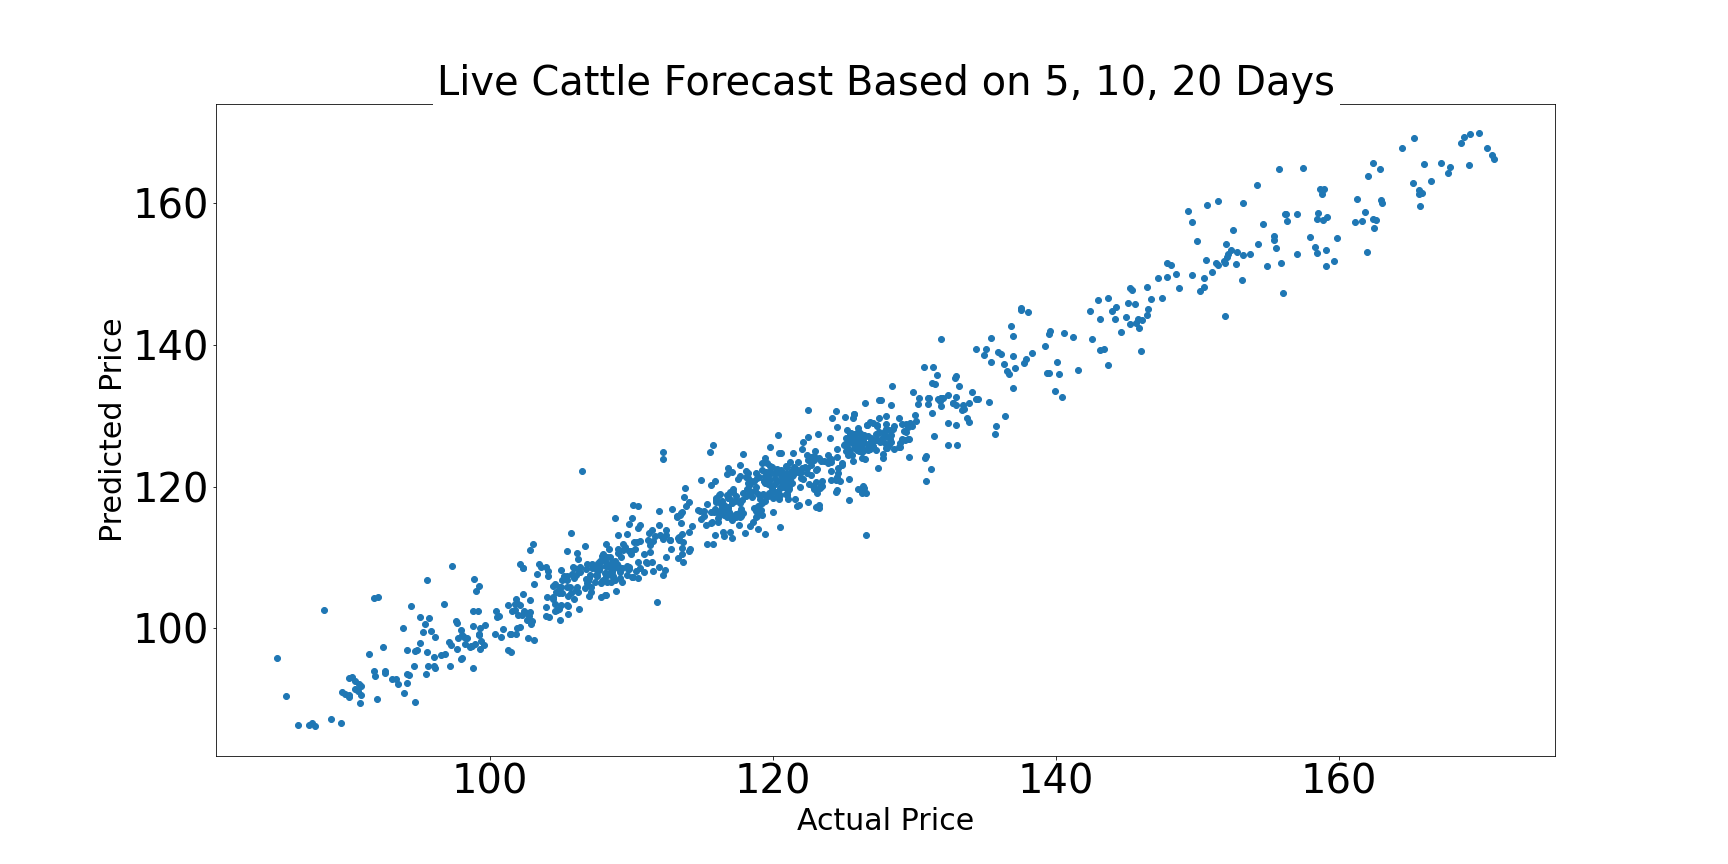 Live Cattle Forecast Based on 5, 10, 20 Days
Predicted Price
160
140
120
100
100 120 140 160
Actual Price